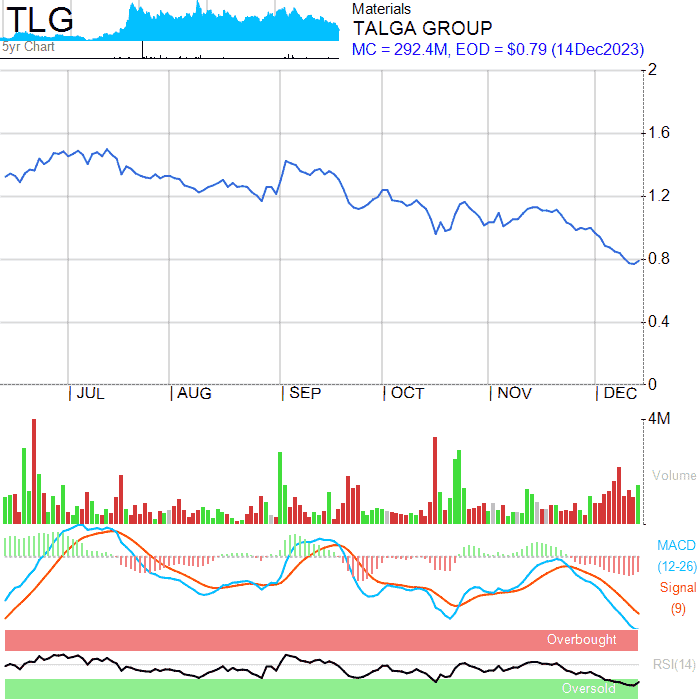 TLG
5yr Chart
Materials
TALGA GROUP
MC = 292.4M, EOD = $0.79 (14Dec2023)
2
1.6
1.2
0.8
0.4
0
JUL AUG SEP OCT NOV DEC
4M
Volume
MACD
(12-26)
Signal
(9)
Overbought
RSI(14)
Oversold